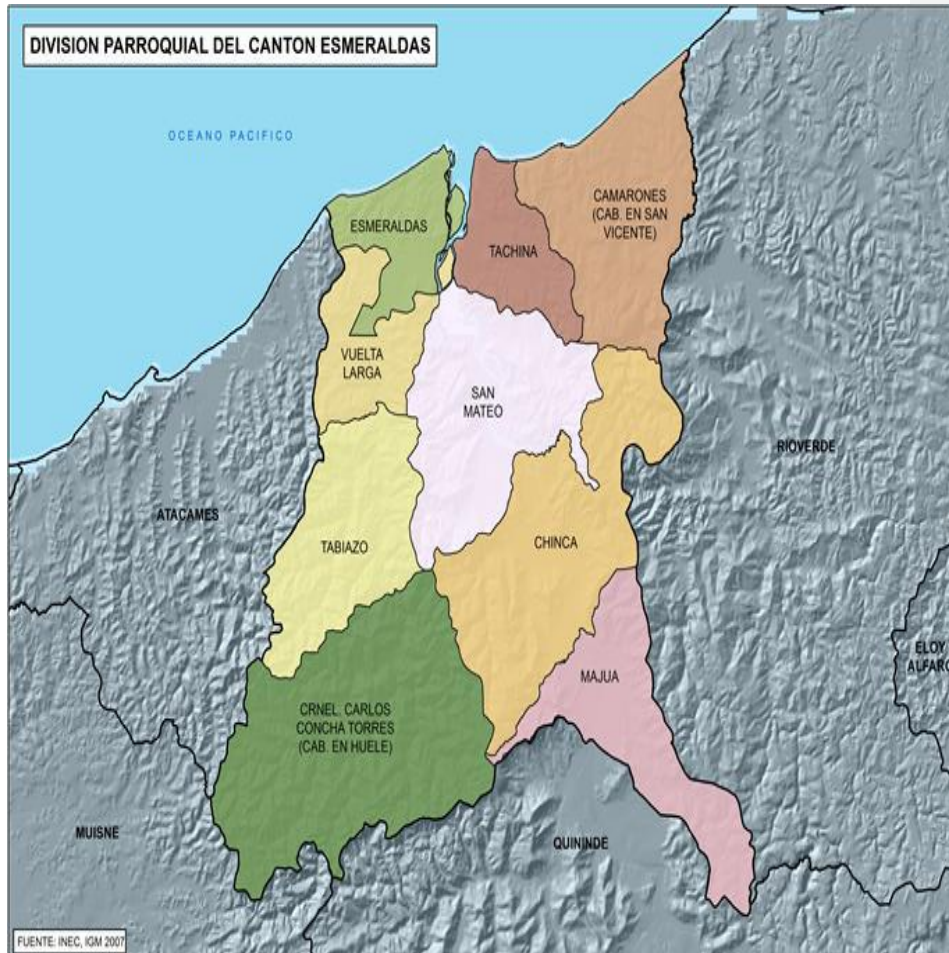 DIVISION PARROQUIAL DEL CANTON ESMERALDAS
OCEANO PACIFICO
ESMERALDAS
CAMARONES
(CAB. EN SAN
VICENTE)
TACHINA
VUELTA
LARGA
SAN
MATEO
RIOVERDE
ATACAMES
TABIAZO
CHINCA
ELOY
ALFARO
MAJUA
CRNEL. CARLOS
CONCHA TORRES
(CAB. EN HUELE)
MUISNE
QUININDE
FUENTE: INEC, IGM 2007